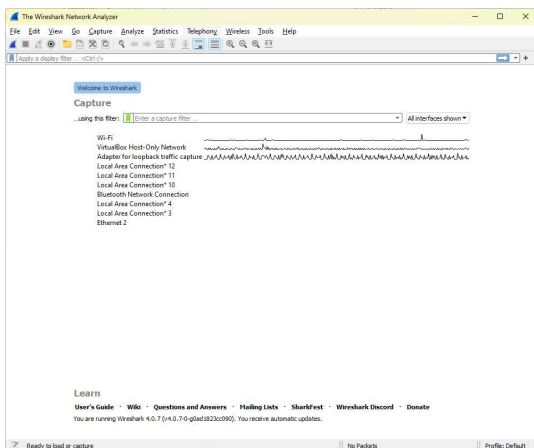 The Wireshark Network Analyzer
File Edit View Go Capture Analyze Statistics Telephony Wireless Tools Help
Apply a display filter ... <Ctrl-/>
Welcome to Wireshark
Capture
...using this filter: Enter a capture filter ... All interfaces shown
Wi-Fi
VirtualBox Host-Only Network
Adapter for loopback traffic capture
Local Area Connection* 12
Local Area Connection* 11
Local Area Connection* 10
Bluetooth Network Connection
Local Area Connection* 4
Local Area Connection* 3
Ethernet 2
Learn
User's Guide · Wiki · Questions and Answers · Mailing Lists · SharkFest · Wireshark Discord · Donate
You are running Wireshark 4.0.7 (v4.0.7-0-g0ad1823cc090). You receive automatic updates.
Ready to load or capture No Packets Profile: Default